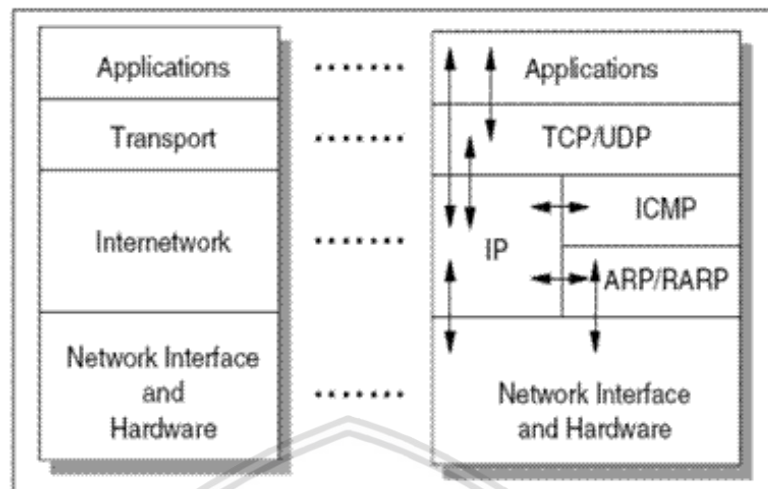 Applications
Transport
Internetwork
Network Interface
and
Hardware
Applications
TCP/UDP
IP
ICMP
ARP/RARP
Network Interface
and Hardware